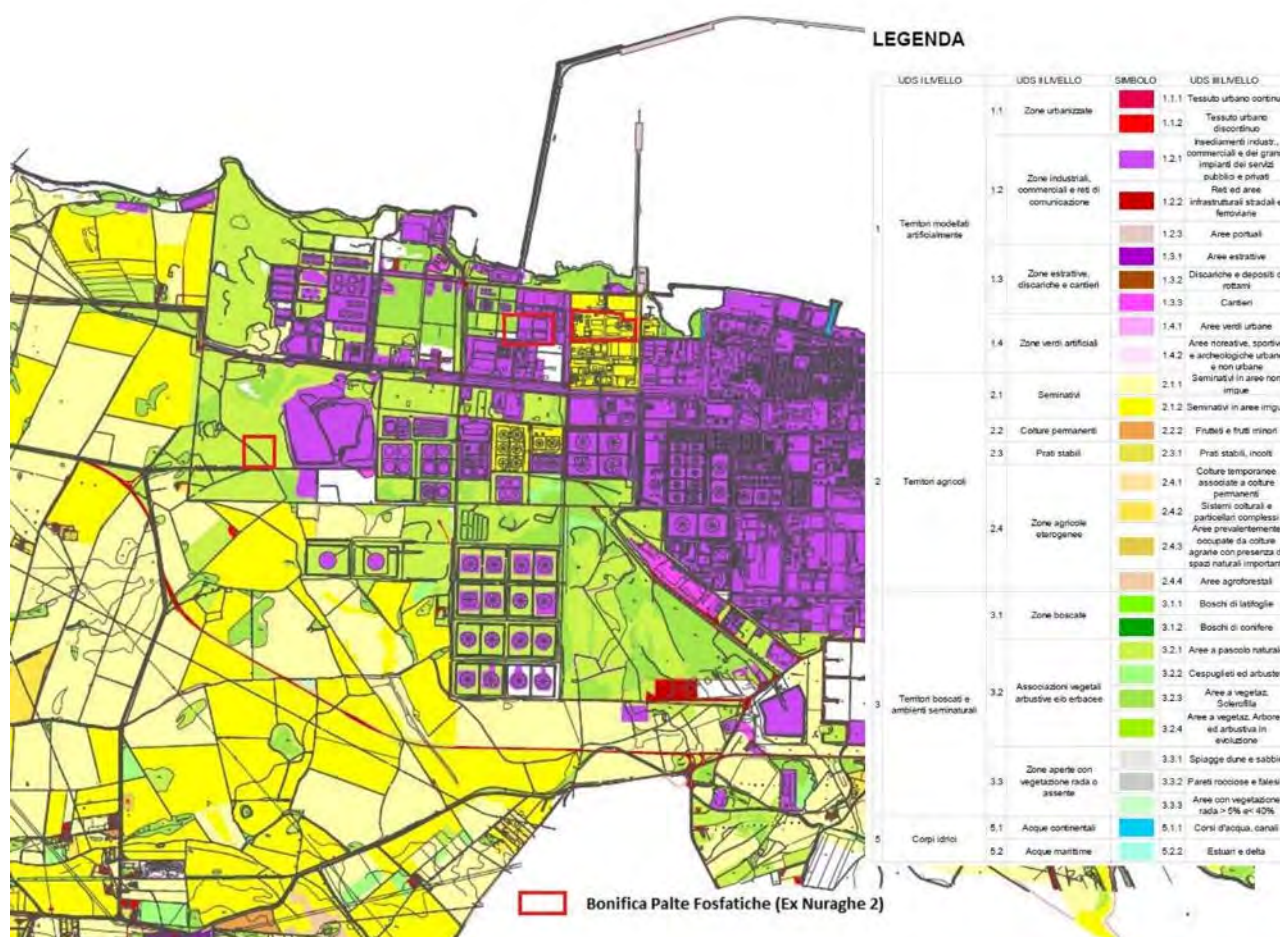 LEGENDA
UDS I LIVELLO
UDS II LIVELLO
SIMBOLO
UDS III LIVELLO
1
Territori modellati
artificialmente
1.1
Zone urbanizzate
1.1.1
Tessuto urbano continu
1.1.2
Tessuto urbano
discontinuo
1.2
Zone industriali,
commerciali e reti di
comunicazione
1.2.1
Insediamenti industr.,
commerciali e dei grand
impianti dei servizi
pubblici e privati
1.2.2
Reti ed aree
infrastrutturali stradali e
ferroviarie
1.2.3
Aree portuali
1.3
Zone estrattive,
discariche e cantieri
1.3.1
Aree estrattive
1.3.2
Discariche e depositi d
rottami
1.3.3
Cantieri
1.4
Zone verdi artificiali
1.4.1
Aree verdi urbane
1.4.2
Aree ricreative, sportive
e archeologiche urbane
e non urbane
2
Territori agricoli
2.1
Seminativi
2.1.1
Seminativi in aree non
irrigue
2.1.2
Seminativi in aree irrigu
2.2
Colture permanenti
2.2.2
Frutteti e frutti minori
2.3
Prati stabili
2.3.1
Prati stabili, incolti
2.4
Zone agricole
eterogenee
2.4.1
Colture temporanee
associate a colture
permanenti
2.4.2
Sistemi colturali e
particellari complessi
2.4.3
Aree prevalentemente
occupate da colture
agrarie con presenza d
spazi naturali important
2.4.4
Aree agroforestali
3
Territori boscati e
ambienti seminaturali
3.1
Zone boscate
3.1.1
Boschi di latifoglie
3.1.2
Boschi di conifere
3.2
Associazioni vegetali
arbustive e/o erbacee
3.2.1
Aree a pascolo naturale
3.2.2
Cespuglieti ed arbuste
3.2.3
Aree a vegetaz.
Sclerofilla
3.2.4
Aree a vegetaz. Arbore
ed arbustiva in
evoluzione
3.3
Zone aperte con
vegetazione rada o
assente
3.3.1
Spiagge dune e sabbie
3.3.2
Pareti rocciose e falesi
3.3.3
Aree con vegetazione
rada > 5% e< 40%
5
Corpi idrici
5.1
Acque continentali
5.1.1
Corsi d'acqua, canali
5.2
Acque marittime
5.2.2
Estuari e delta
Bonifica Palte Fosfatiche (Ex Nuraghe 2)